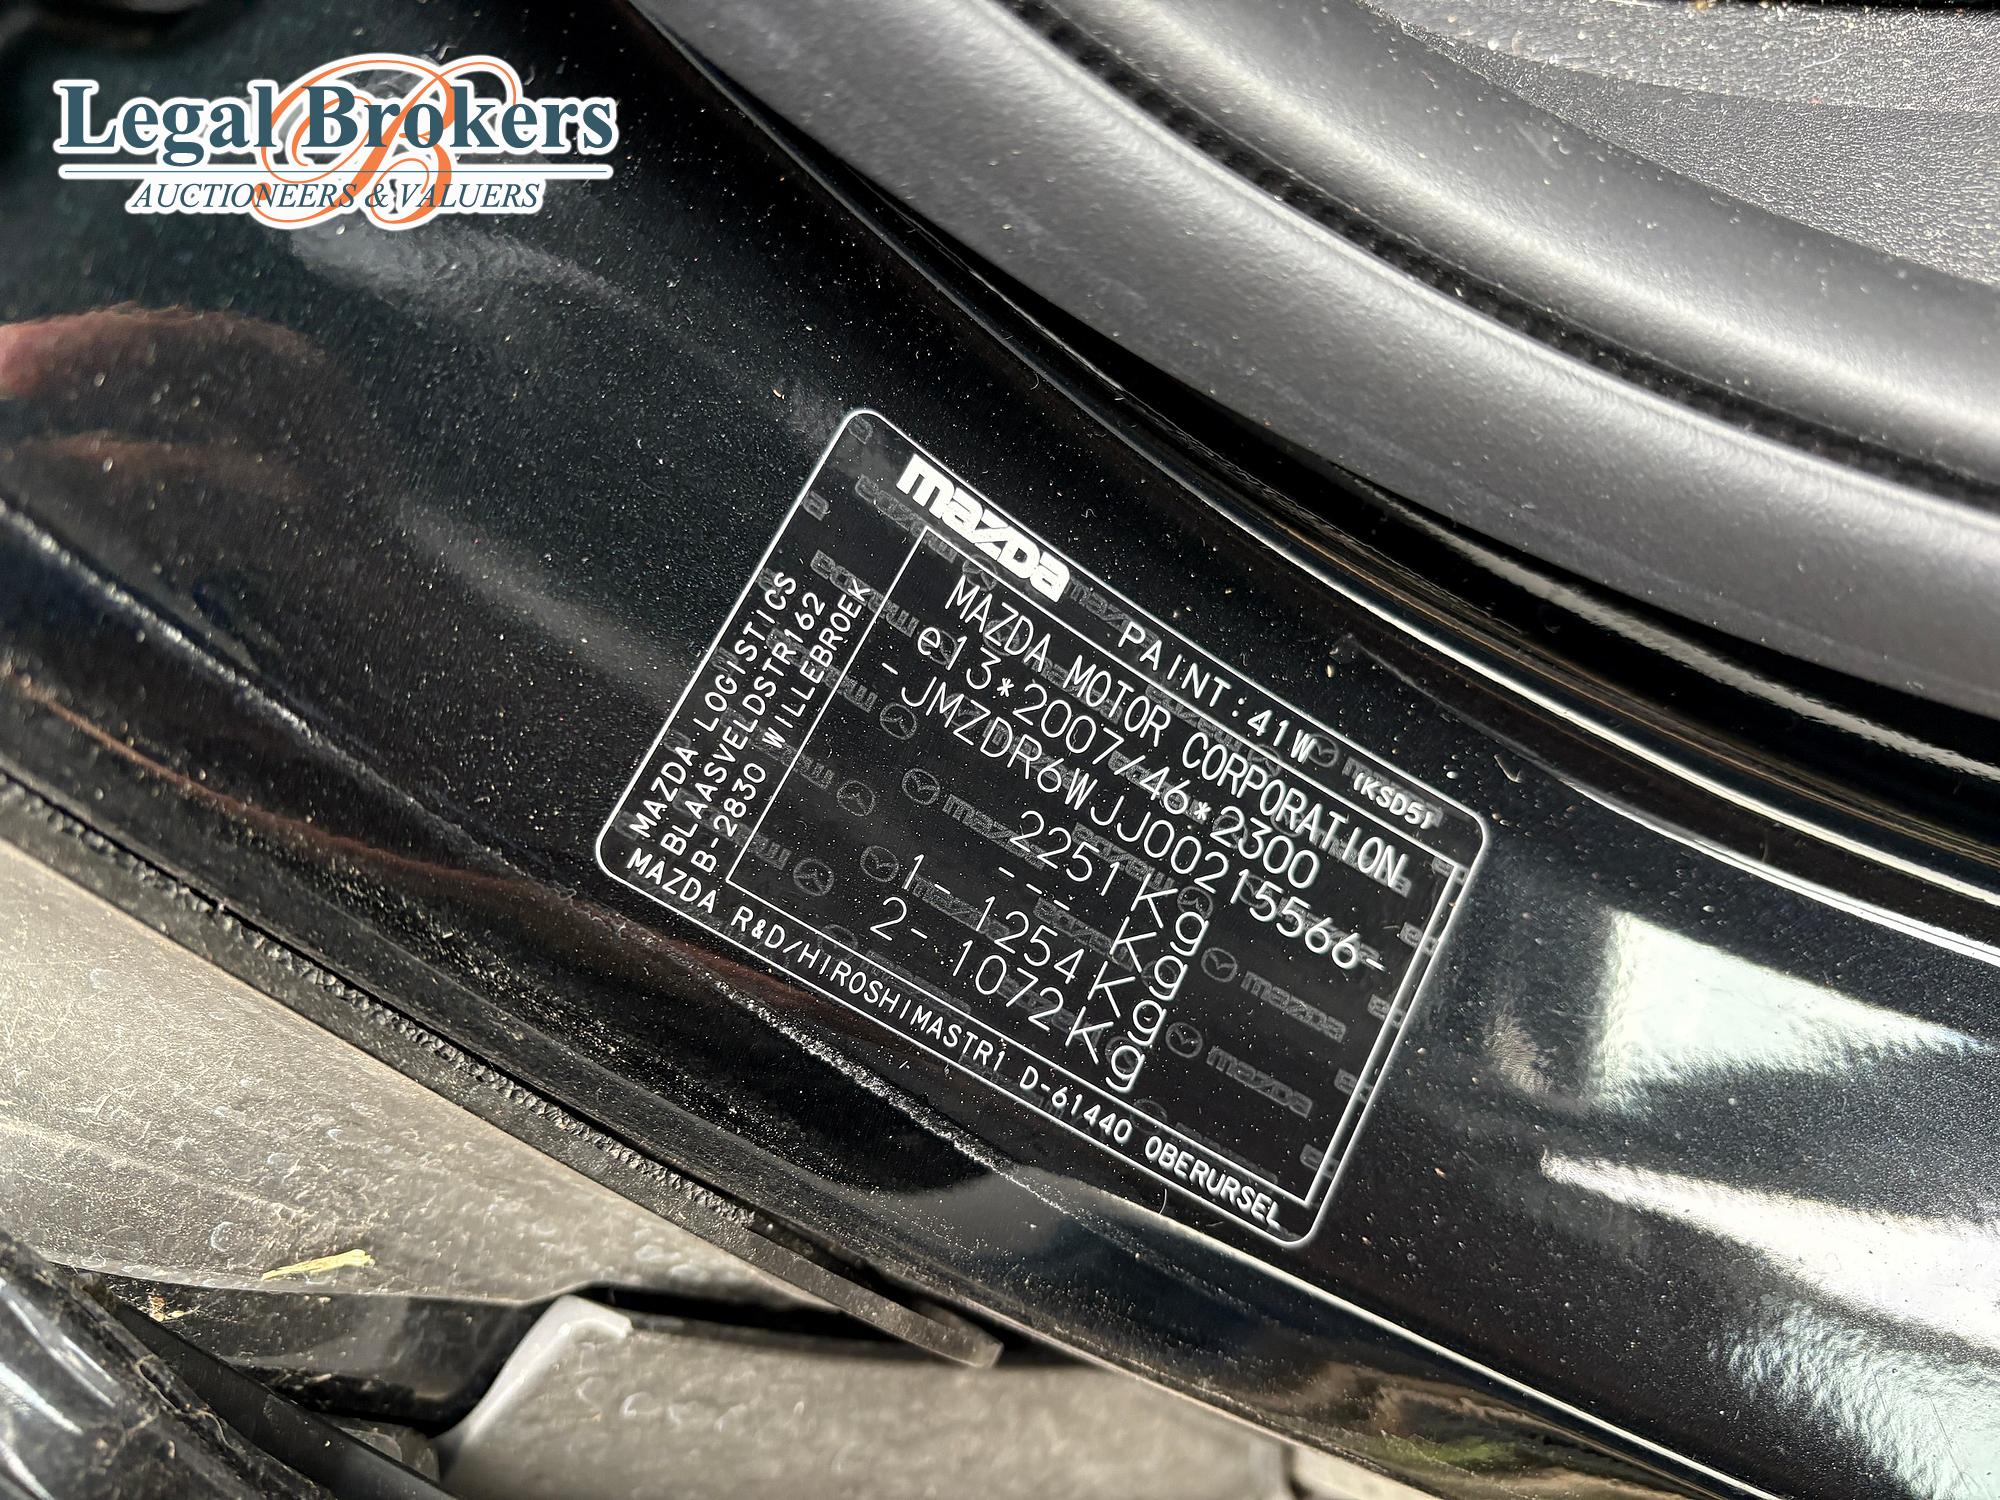 Legal Brokers
AUCTIONEERS & VALUERS
mazda PAINT:41W (KSD5)
MAZDA MOTOR CORPORATION
e13*2007/46*2300
-JMZDR6WJJ00215566-
2251Kg
---Kg
1-1254Kg
2-1072Kg
MAZDA LOGISTICS
BLAASVELDSTR162
B-2830 WILLEBROEK
MAZDA R&D/HIROSHIMASTR1 D-61440 OBERURSEL